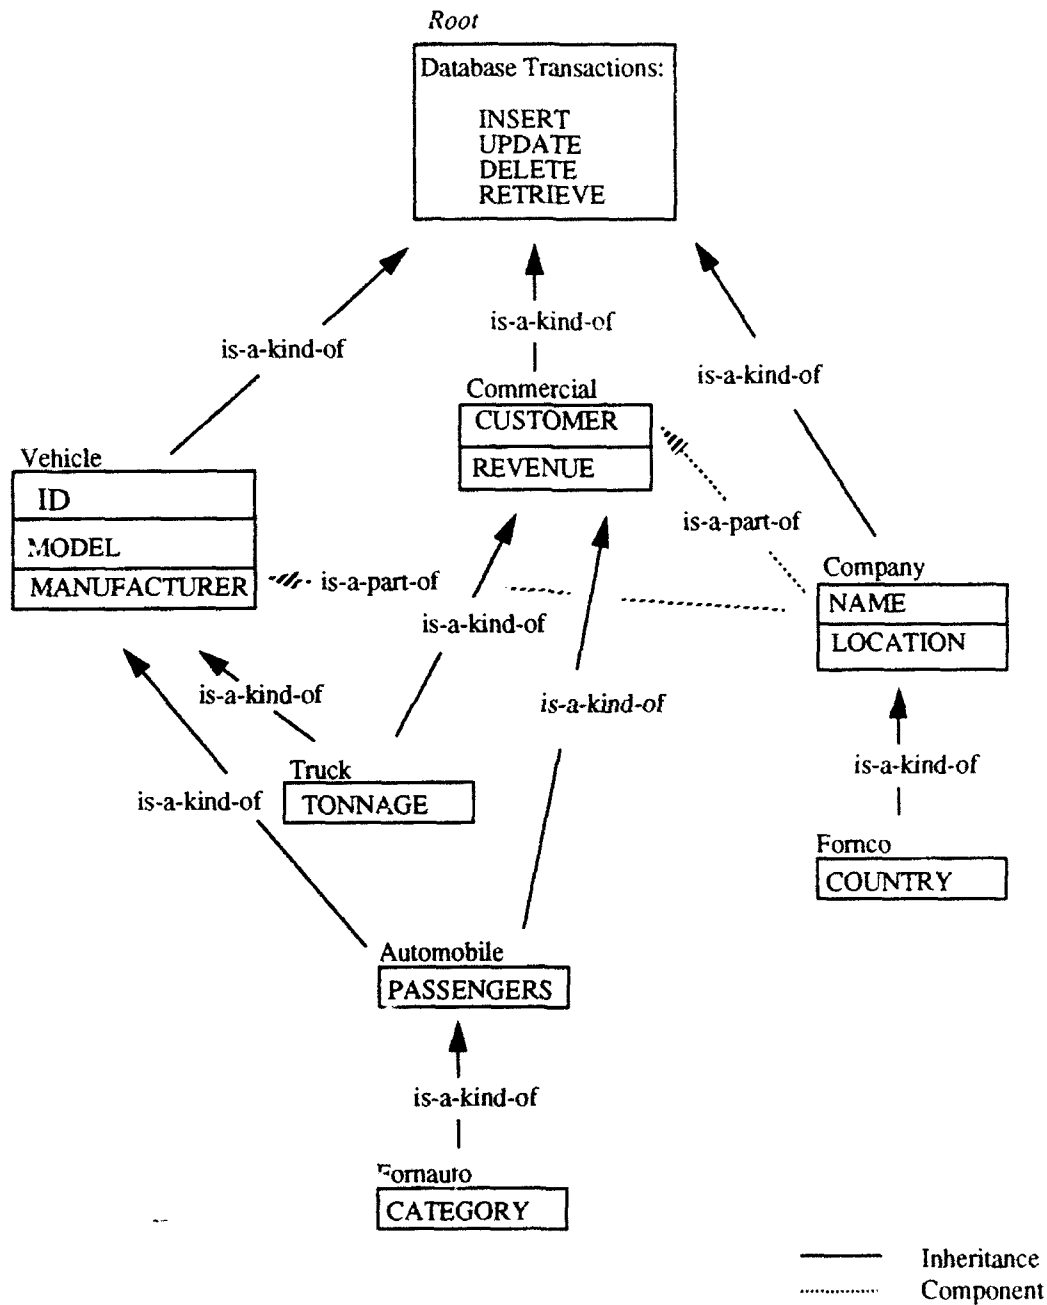 Root
Database Transactions:
INSERT
UPDATE
DELETE
RETRIEVE
is-a-kind-of
is-a-kind-of
is-a-kind-of
Commercial
CUSTOMER
REVENUE
Vehicle
ID
MODEL
MANUFACTURER
is-a-part-of
is-a-part-of
Company
NAME
LOCATION
is-a-kind-of
is-a-kind-of
is-a-kind-of
is-a-kind-of
Truck
TONNAGE
is-a-kind-of
Fornco
COUNTRY
Automobile
PASSENGERS
is-a-kind-of
Fornauto
CATEGORY
Inheritance
Component